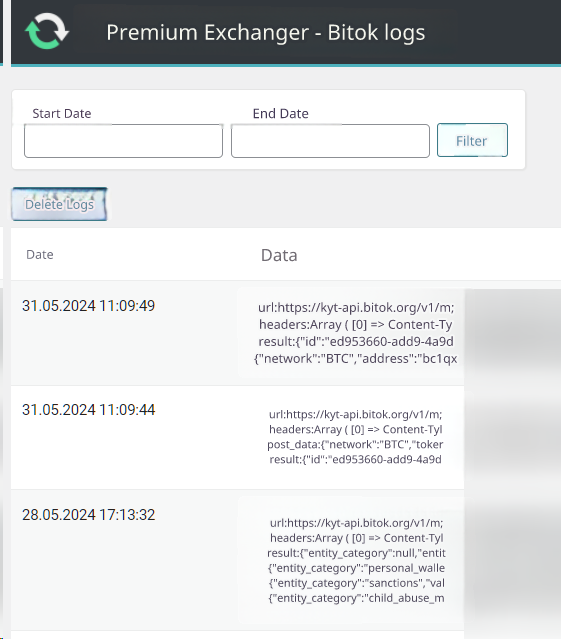 Premium Exchanger - Bitok logs
Start Date
End Date
Filter
Delete Logs
Date
Data
31.05.2024 11:09:49
url:https://kyt-api.bitok.org/v1/m;
headers:Array ( [0] => Content-Ty
result:{"id":"ed953660-add9-4a9d
{"network":"BTC","address":"bc1qx
31.05.2024 11:09:44
url:https://kyt-api.bitok.org/v1/m;
headers:Array ( [0] => Content-Tyl
post_data:{"network":"BTC","toker
result:{"id":"ed953660-add9-4a9d
28.05.2024 17:13:32
url:https://kyt-api.bitok.org/v1/m;
headers:Array ( [0] => Content-Tyl
result:{"entity_category":null,"entit
{"entity_category":"personal_walle
{"entity_category":"sanctions","val
{"entity_category":"child_abuse_m